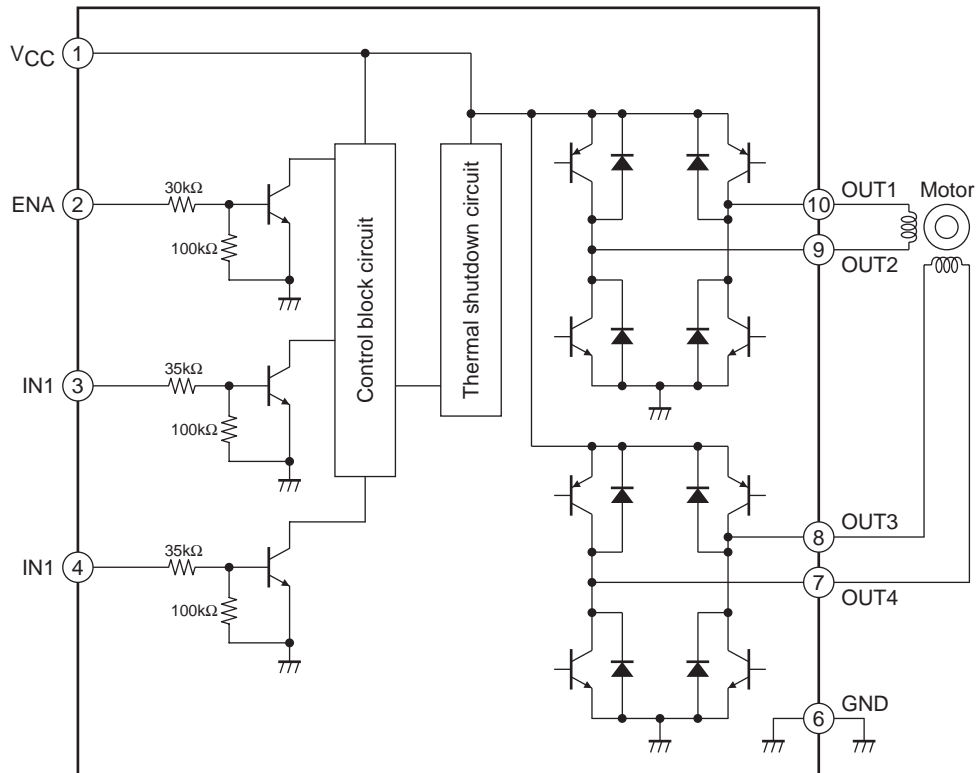 VCC 1
ENA 2
30kΩ
100kΩ
IN1 3
35kΩ
100kΩ
IN1 4
35kΩ
100kΩ
Control block circuit
Thermal shutdown circuit
10 OUT1
Motor
9 OUT2
8 OUT3
7 OUT4
6 GND